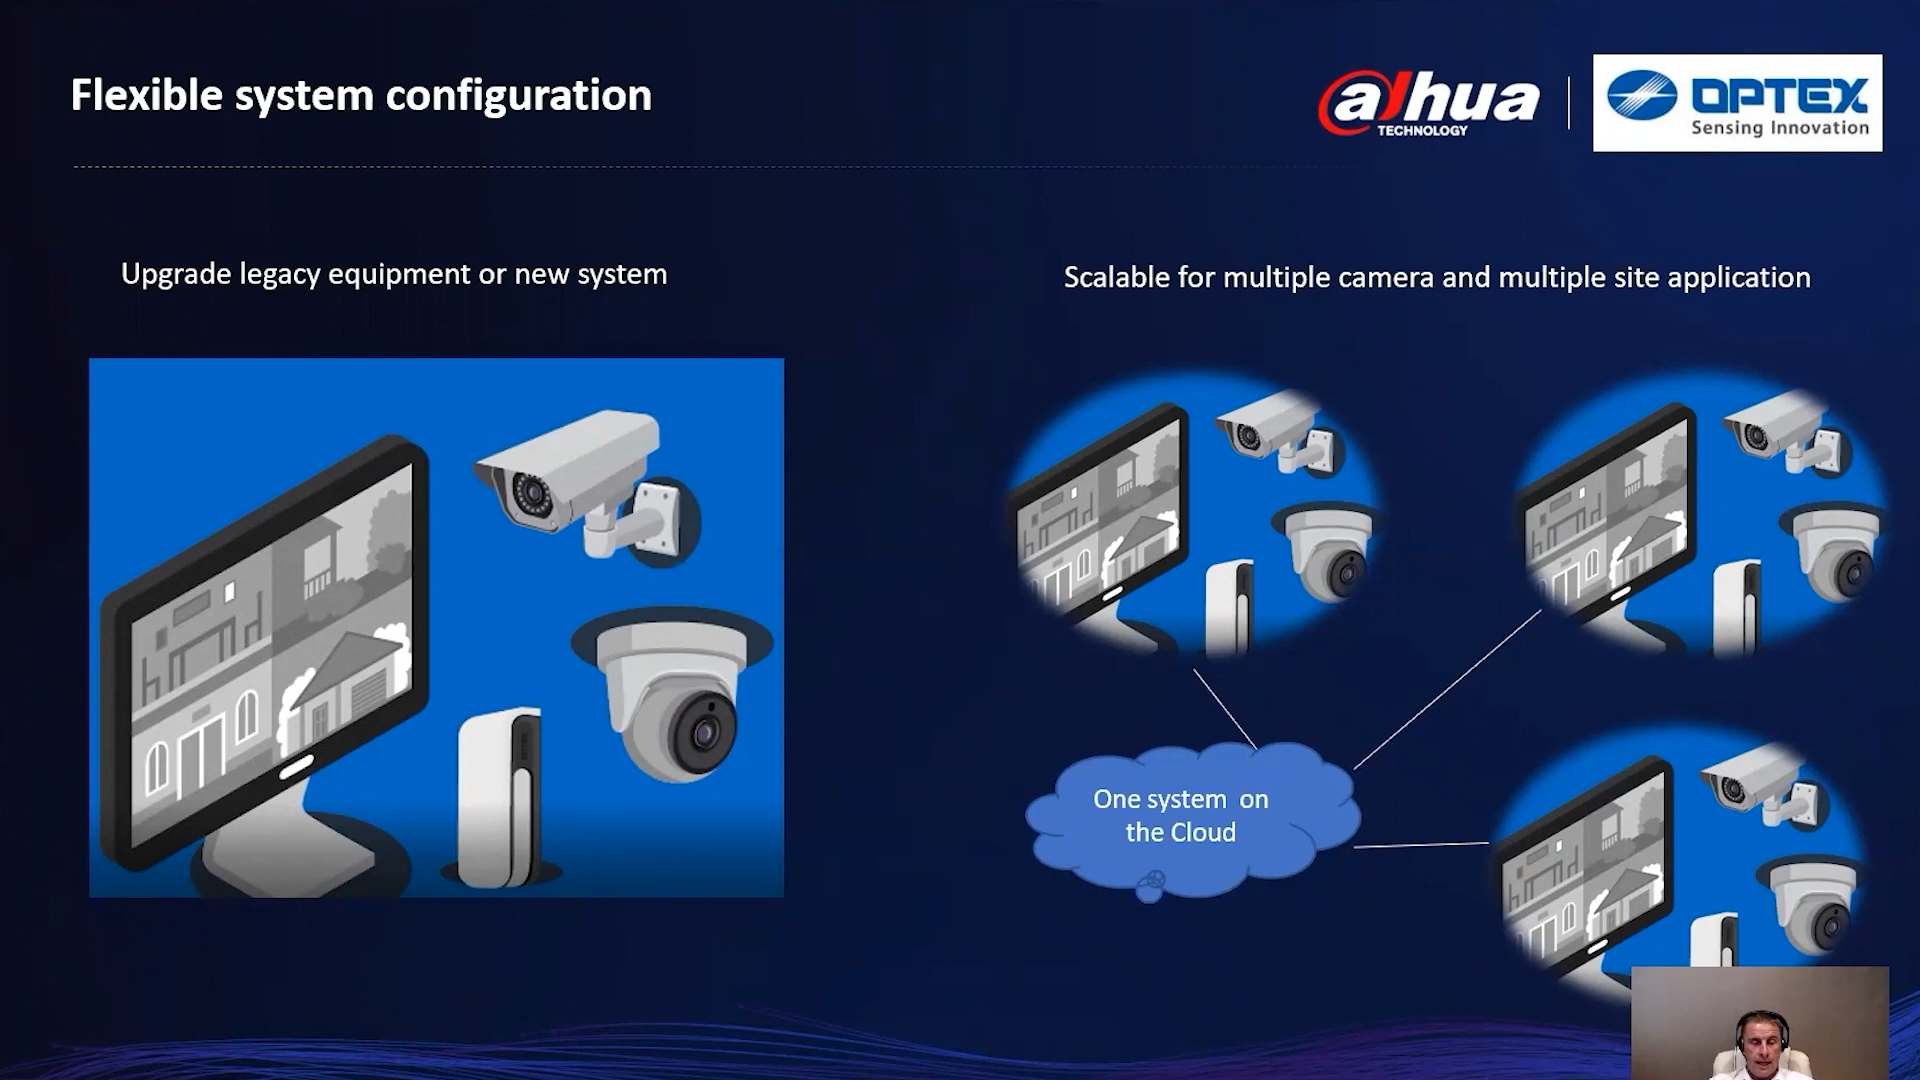 Flexible system configuration
alhua
TECHNOLOGY
OPTEX
Sensing Innovation
Upgrade legacy equipment or new system
Scalable for multiple camera and multiple site application
One system on
the Cloud